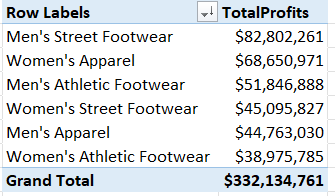 Row Labels TotalProfits
Men's Street Footwear $82,802,261
Women's Apparel $68,650,971
Men's Athletic Footwear $51,846,888
Women's Street Footwear $45,095,827
Men's Apparel $44,763,030
Women's Athletic Footwear $38,975,785
Grand Total $332,134,761